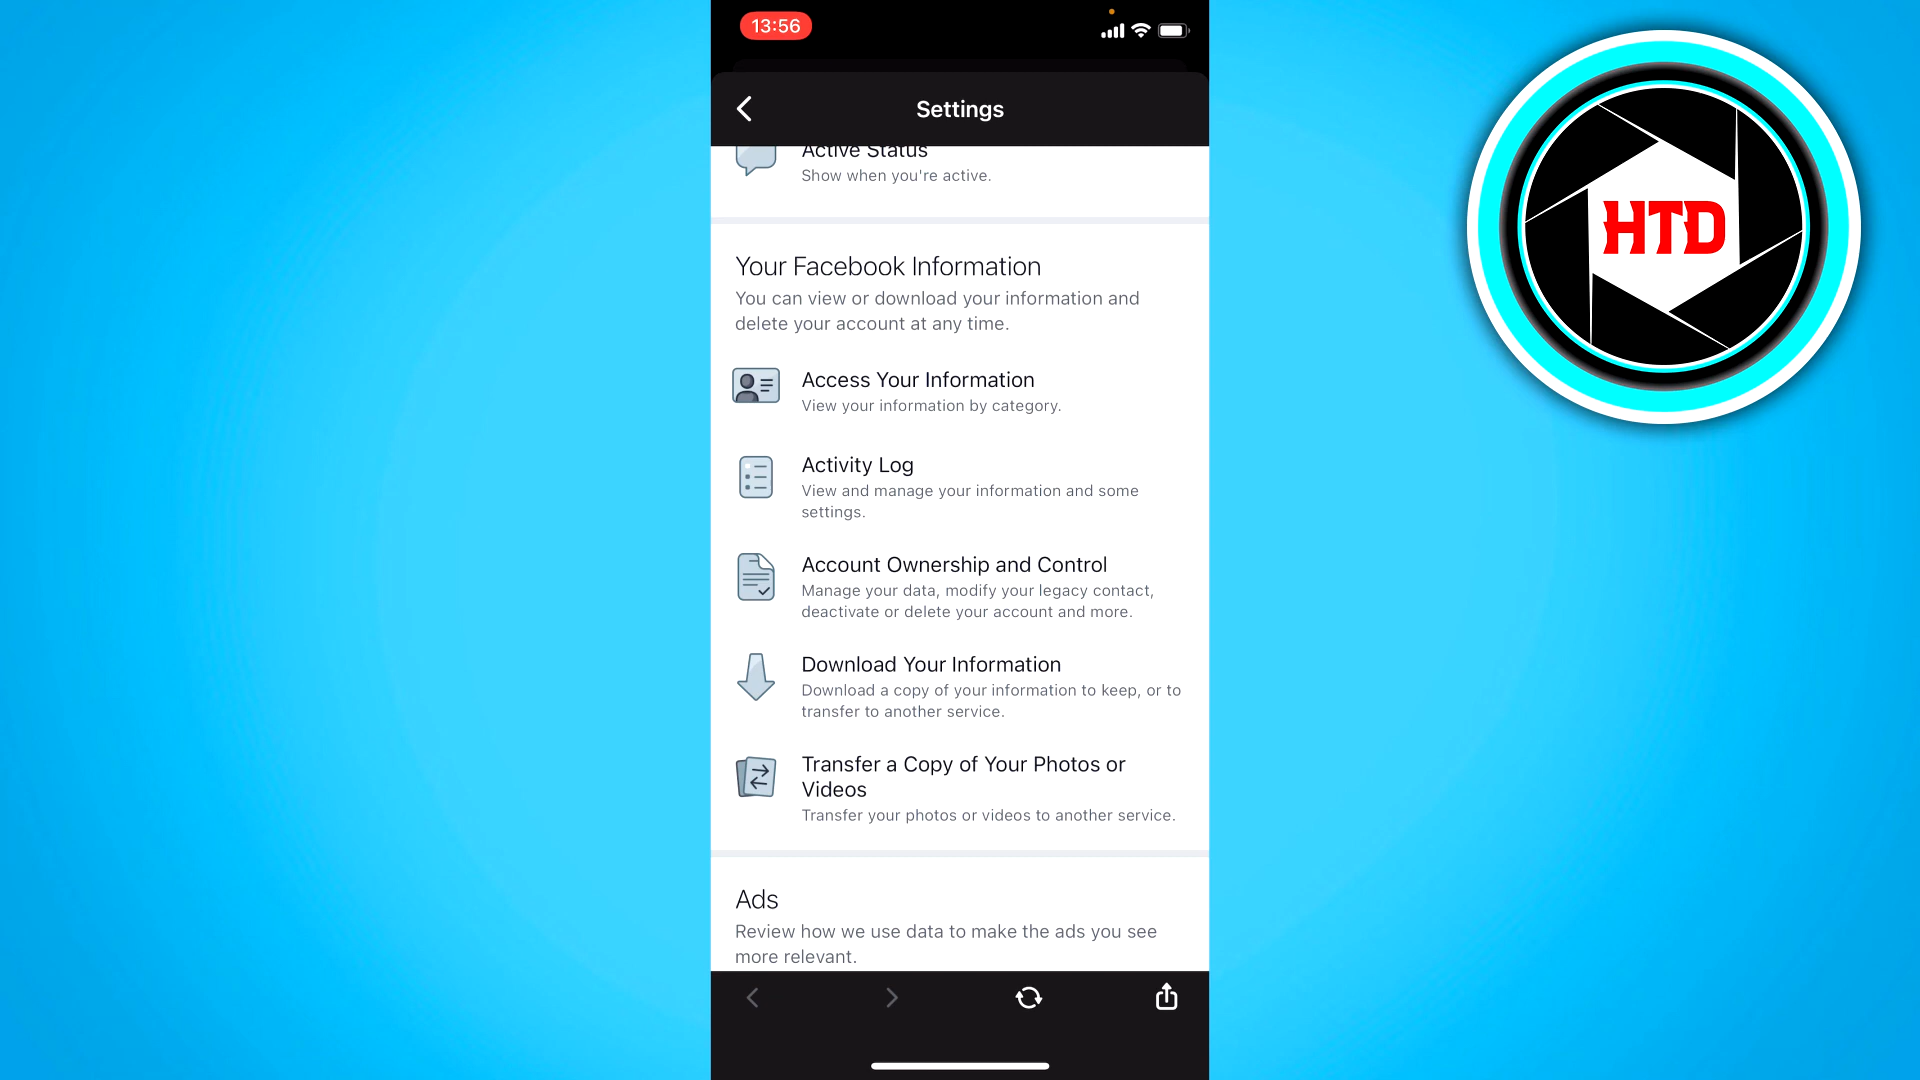 13:56
Settings
Active Status
Show when you're active.
Your Facebook Information
You can view or download your information and
delete your account at any time.
Access Your Information
View your information by category.
Activity Log
View and manage your information and some
settings.
Account Ownership and Control
Manage your data, modify your legacy contact,
deactivate or delete your account and more.
Download Your Information
Download a copy of your information to keep, or to
transfer to another service.
Transfer a Copy of Your Photos or
Videos
Transfer your photos or videos to another service.
Ads
Review how we use data to make the ads you see
more relevant.
HTD